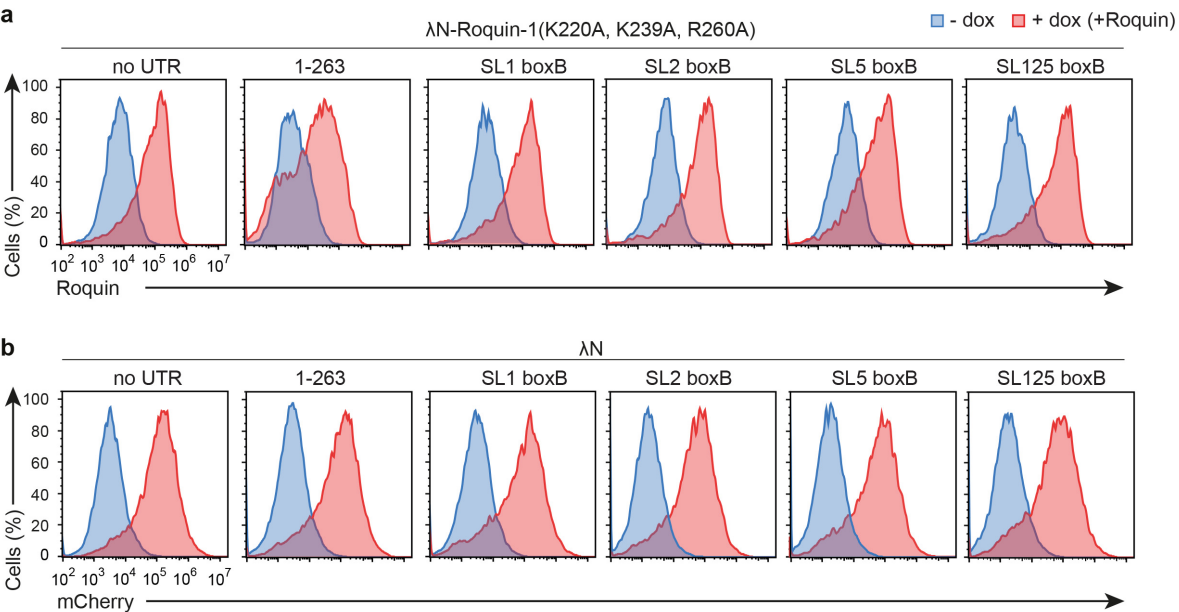 a
- dox + dox (+Roquin)
λN-Roquin-1(K220A, K239A, R260A)
no UTR 1-263 SL1 boxB SL2 boxB SL5 boxB SL125 boxB
Cells (%)
100
80
60
40
20
0
10² 10³ 10⁴ 10⁵ 10⁶ 10⁷
Roquin
b
λN
no UTR 1-263 SL1 boxB SL2 boxB SL5 boxB SL125 boxB
Cells (%)
100
80
60
40
20
0
10² 10³ 10⁴ 10⁵ 10⁶ 10⁷
mCherry